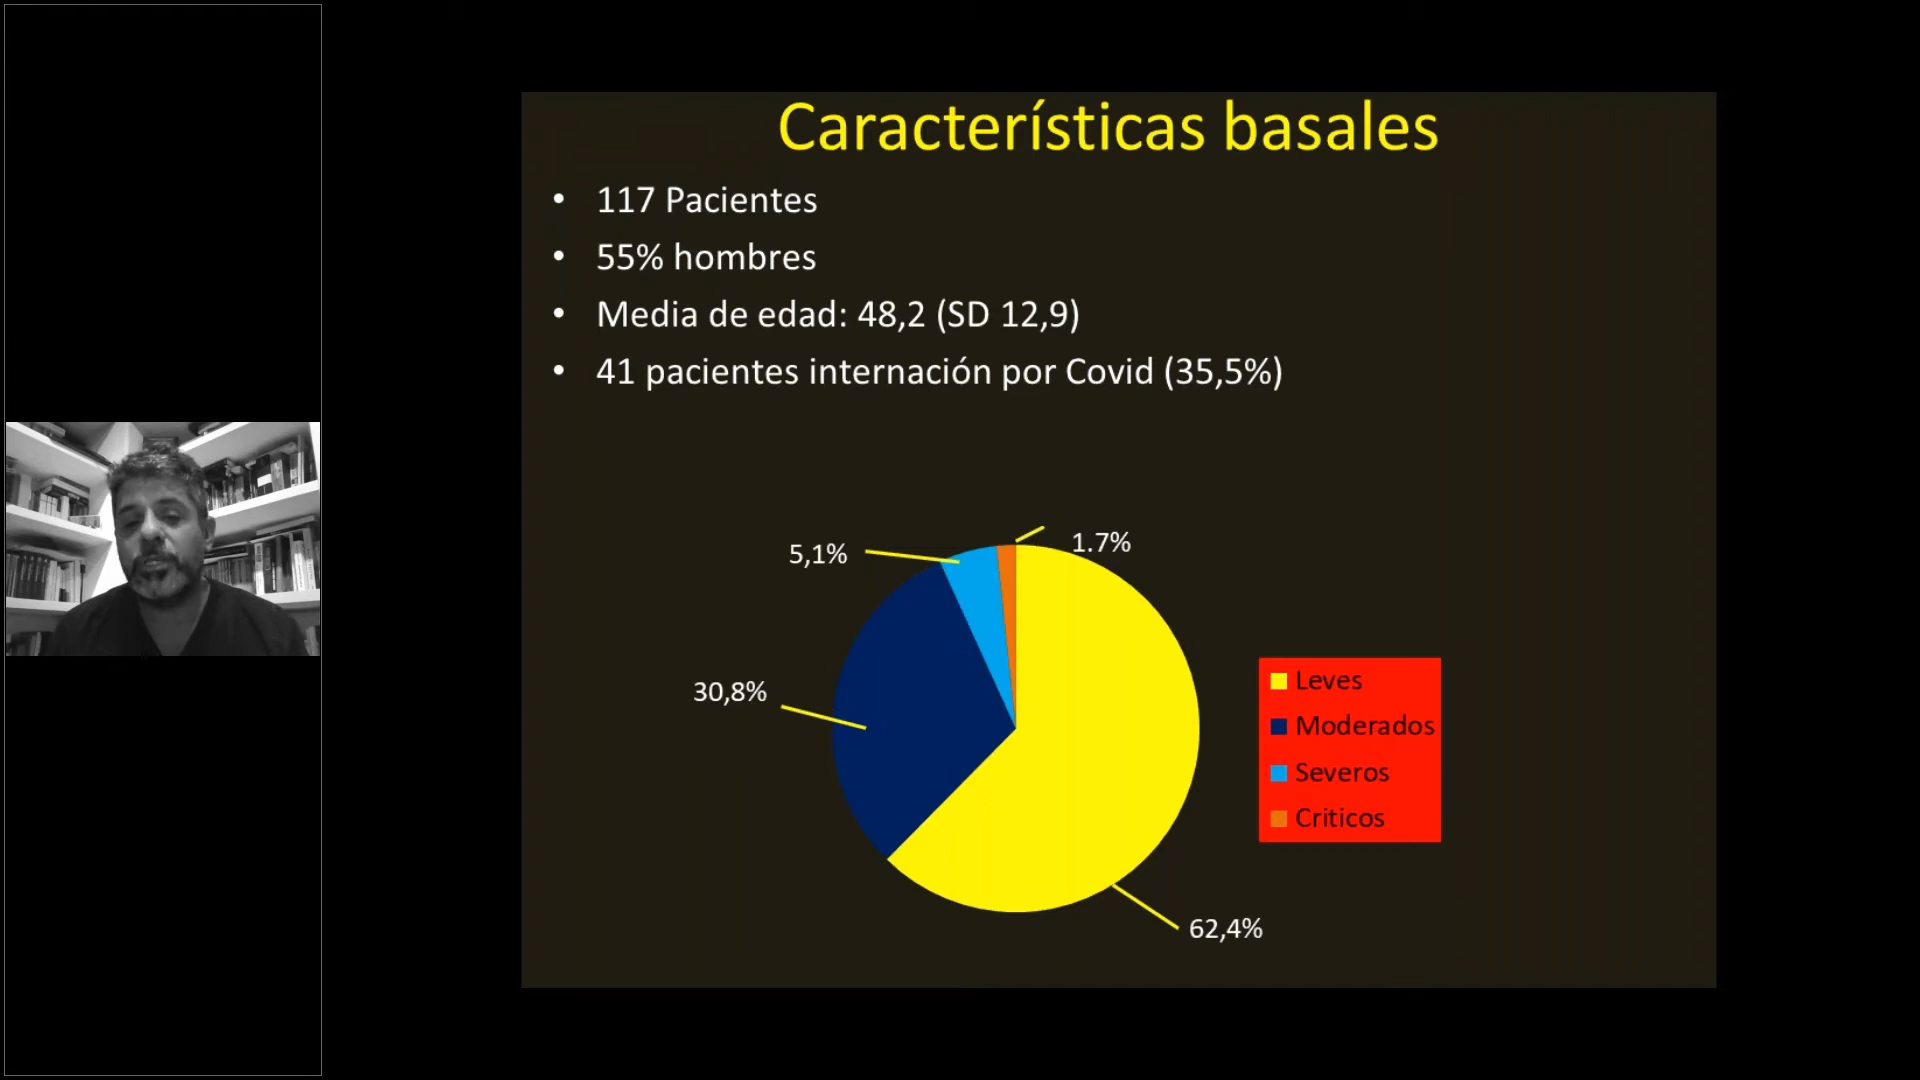 Características basales
• 117 Pacientes
• 55% hombres
• Media de edad: 48,2 (SD 12,9)
• 41 pacientes internación por Covid (35,5%)
5,1%
1.7%
30,8%
Leves
Moderados
Severos
Criticos
62,4%